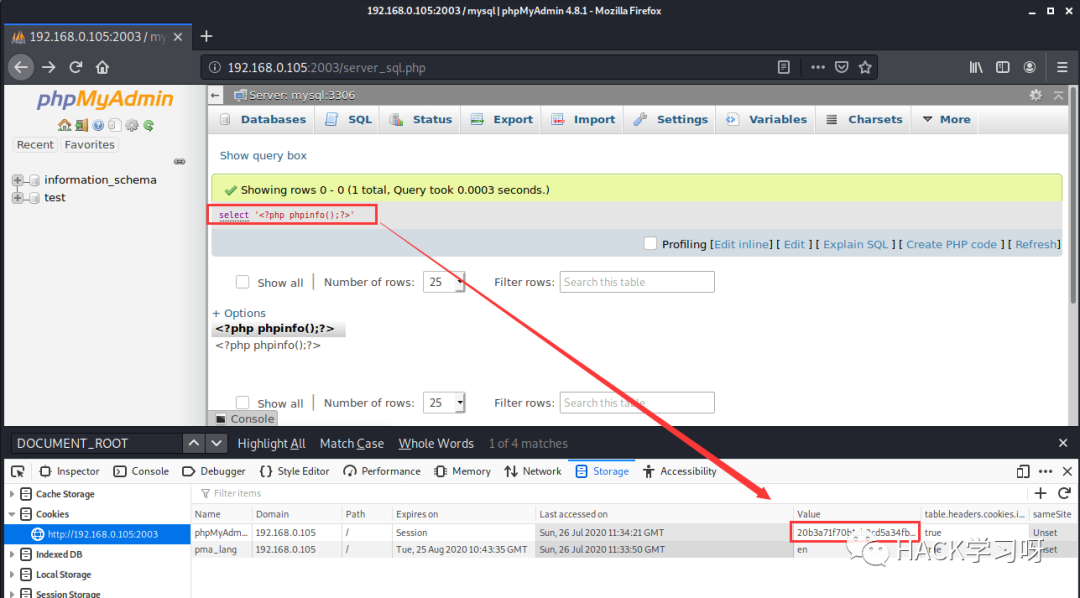 192.168.0.105:2003 / mysql | phpMyAdmin 4.8.1 - Mozilla Firefox
192.168.0.105:2003 / my
192.168.0.105:2003/server_sql.php
phpMyAdmin
Server: mysql:3306
Databases SQL Status Export Import Settings Variables Charsets More
Recent Favorites
Show query box
information_schema
test
Showing rows 0 - 0 (1 total, Query took 0.0003 seconds.)
select '<?php phpinfo();?>'
Profiling [Edit inline] [ Edit ] [ Explain SQL ] [ Create PHP code ] [ Refresh]
Show all Number of rows: 25 Filter rows: Search this table
+ Options
<?php phpinfo();?>
<?php phpinfo();?>
Show all Number of rows: 25 Filter rows: Search this table
Console
DOCUMENT_ROOT Highlight All Match Case Whole Words 1 of 4 matches
Inspector Console Debugger Style Editor Performance Memory Network Storage Accessibility
Cache Storage
Filter items
Cookies
Name Domain Path Expires on Last accessed on Value table.headers.cookies.i... sameSite
http://192.168.0.105:2003
phpMyAdm... 192.168.0.105 / Session Sun, 26 Jul 2020 11:34:21 GMT true Unset
pma_lang 192.168.0.105 / Tue, 25 Aug 2020 10:43:35 GMT Sun, 26 Jul 2020 11:33:50 GMT en
Indexed DB
Local Storage
Session Storage
HACK学习呀